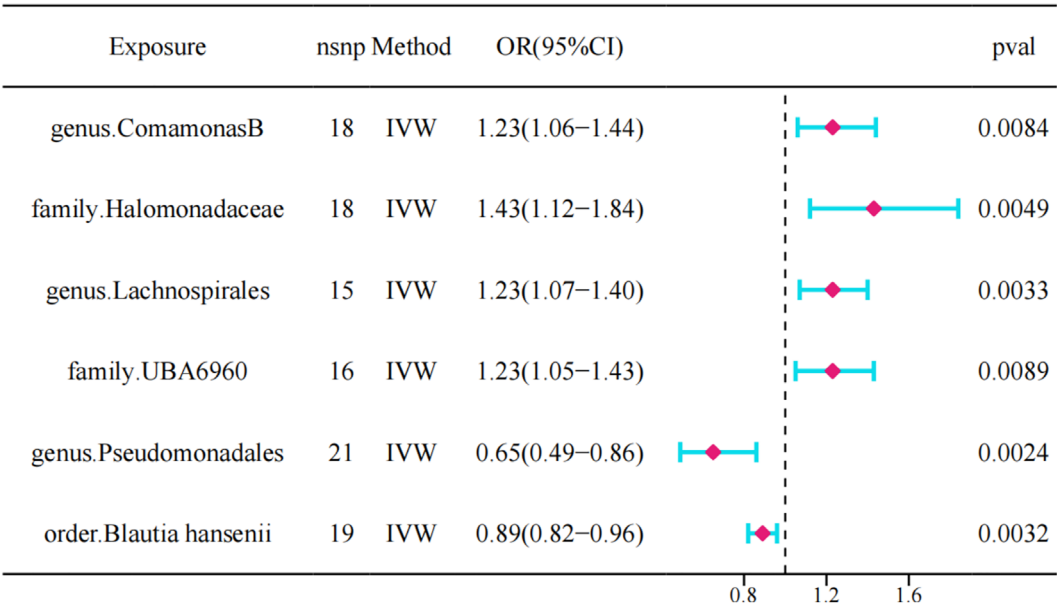 Exposure nsnp Method OR(95%CI) pval
genus.ComamonasB 18 IVW 1.23(1.06−1.44) 0.0084
family.Halomonadaceae 18 IVW 1.43(1.12−1.84) 0.0049
genus.Lachnospirales 15 IVW 1.23(1.07−1.40) 0.0033
family.UBA6960 16 IVW 1.23(1.05−1.43) 0.0089
genus.Pseudomonadales 21 IVW 0.65(0.49−0.86) 0.0024
order.Blautia hansenii 19 IVW 0.89(0.82−0.96) 0.0032
0.8 1.2 1.6